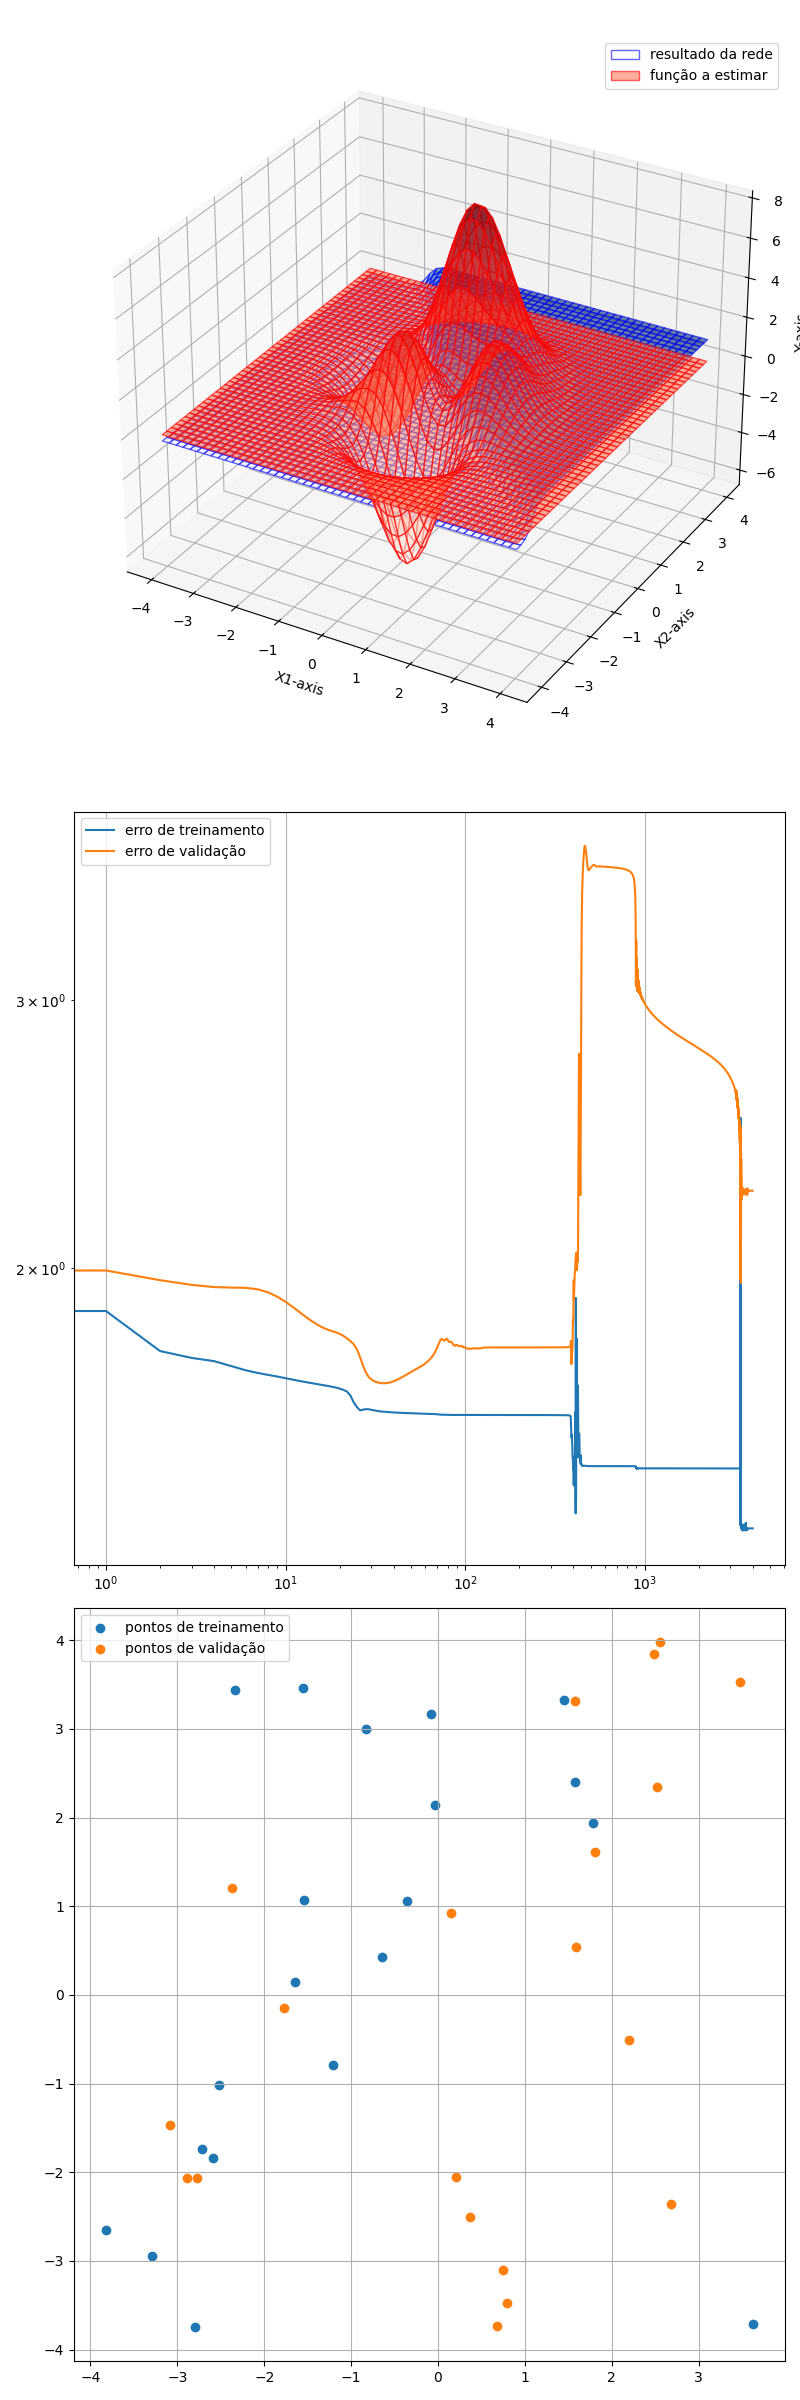 resultado da rede
função a estimar
8
6
4
2
0
−2
−4
−6
−4
−3
−2
−1
0
1
2
3
4
X1-axis
−4
−3
−2
−1
0
1
2
3
4
X2-axis
erro de treinamento
erro de validação
3 × 10⁰
2 × 10⁰
10⁰ 10¹ 10² 10³
pontos de treinamento
pontos de validação
4
3
2
1
0
−1
−2
−3
−4
−4 −3 −2 −1 0 1 2 3